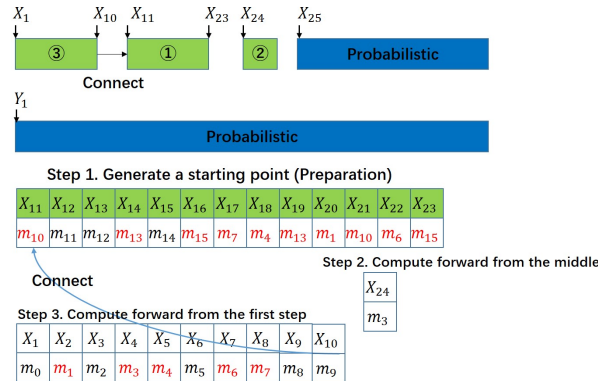 X₁ X₁₀ X₁₁ X₂₃ X₂₄ X₂₅
③ ① ② Probabilistic
Connect
Y₁
Probabilistic
Step 1. Generate a starting point (Preparation)
X₁₁ X₁₂ X₁₃ X₁₄ X₁₅ X₁₆ X₁₇ X₁₈ X₁₉ X₂₀ X₂₁ X₂₂ X₂₃
m₁₀ m₁₁ m₁₂ m₁₃ m₁₄ m₁₅ m₇ m₄ m₁₃ m₁ m₁₀ m₆ m₁₅
Step 2. Compute forward from the middle
Connect
X₂₄
m₃
Step 3. Compute forward from the first step
X₁ X₂ X₃ X₄ X₅ X₆ X₇ X₈ X₉ X₁₀
m₀ m₁ m₂ m₃ m₄ m₅ m₆ m₇ m₈ m₉